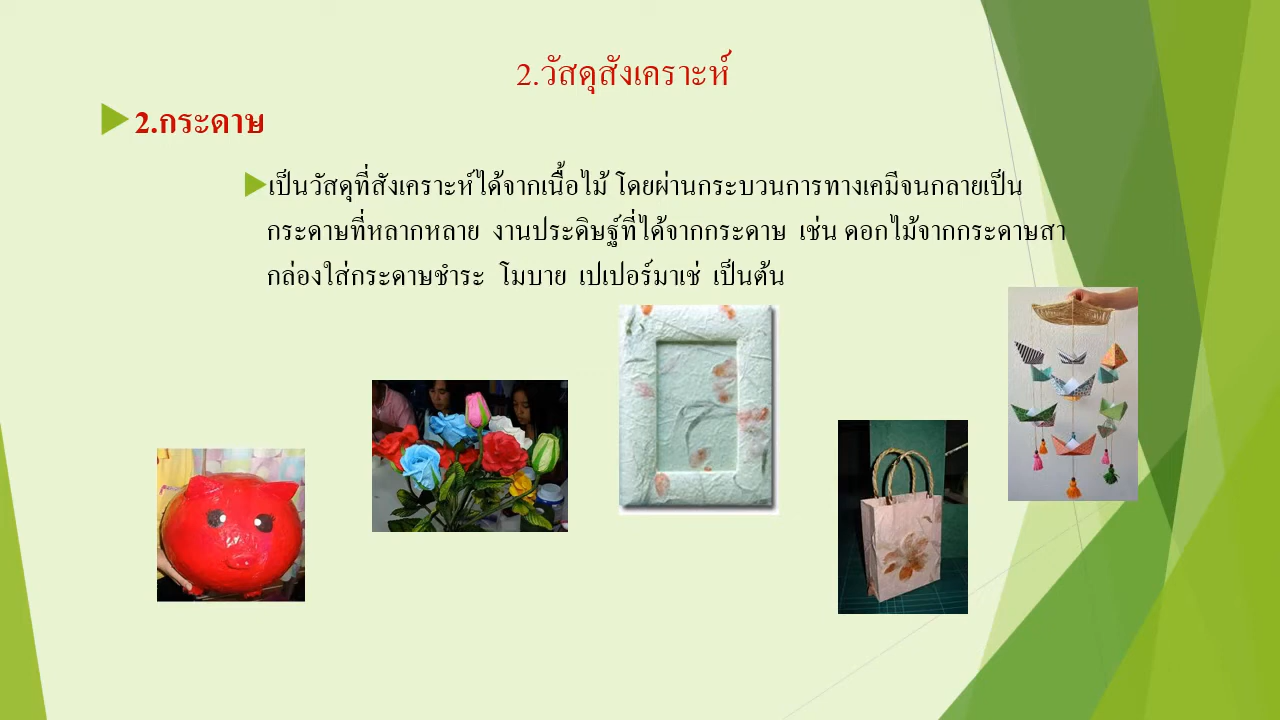 2.วัสดุสังเคราะห์
2.กระดาษ
เป็นวัสดุที่สังเคราะห์ได้จากเนื้อไม้ โดยผ่านกระบวนการทางเคมีจนกลายเป็น
กระดาษที่หลากหลาย งานประดิษฐ์ที่ได้จากกระดาษ เช่น ดอกไม้จากกระดาษสา
กล่องใส่กระดาษชำระ โมบาย เปเปอร์มาเช่ เป็นต้น